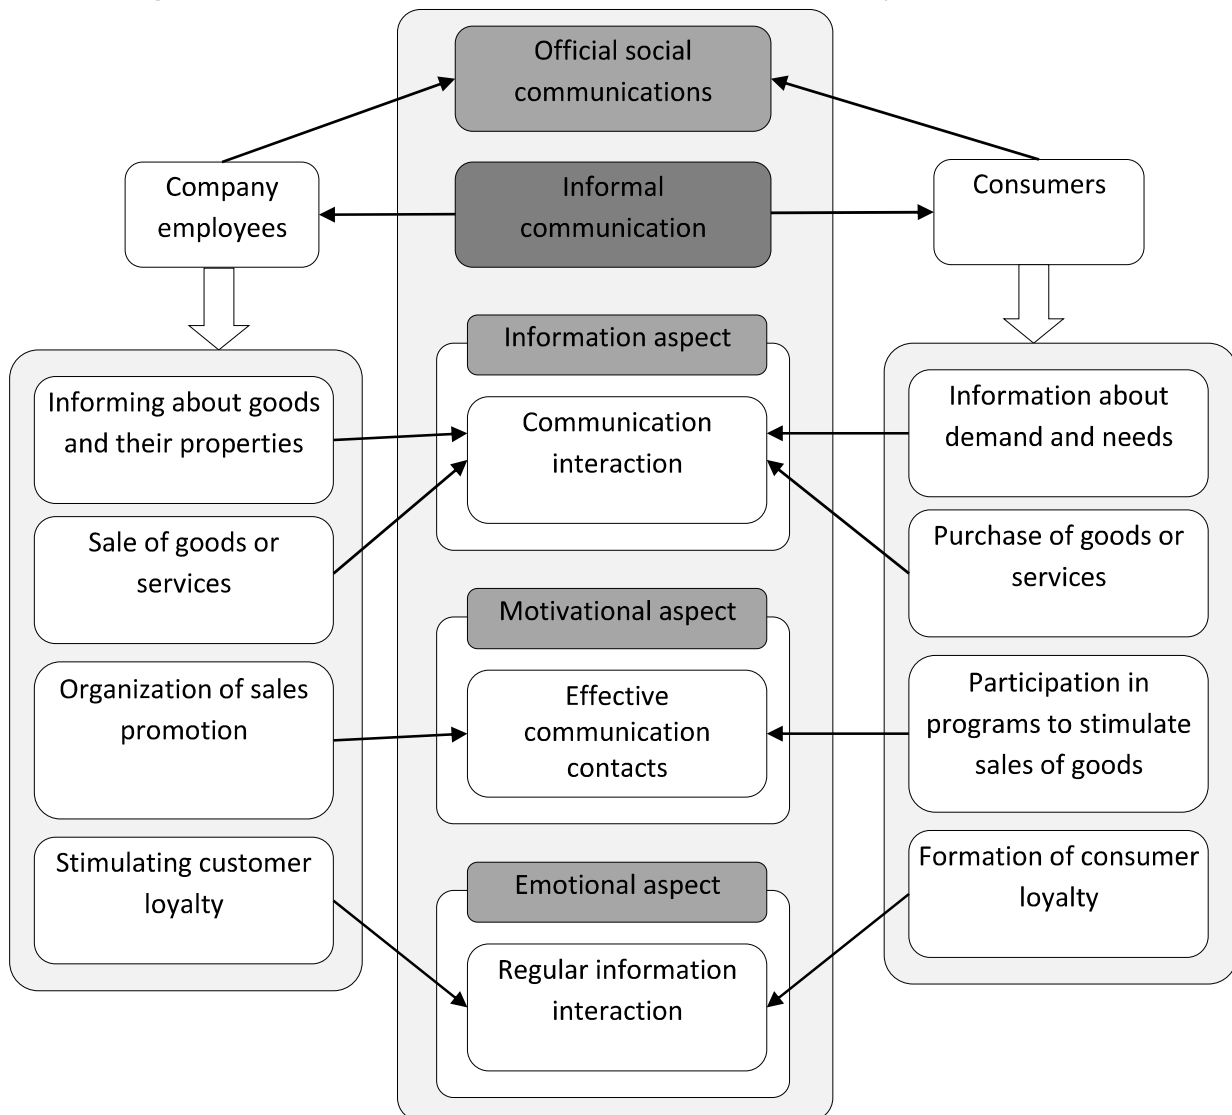 Official social
communications
Company
employees
Informal
communication
Consumers
Information aspect
Informing about goods
and their properties
Communication
interaction
Information about
demand and needs
Sale of goods or
services
Purchase of goods or
services
Motivational aspect
Organization of sales
promotion
Effective
communication
contacts
Participation in
programs to stimulate
sales of goods
Stimulating customer
loyalty
Emotional aspect
Formation of consumer
loyalty
Regular information
interaction